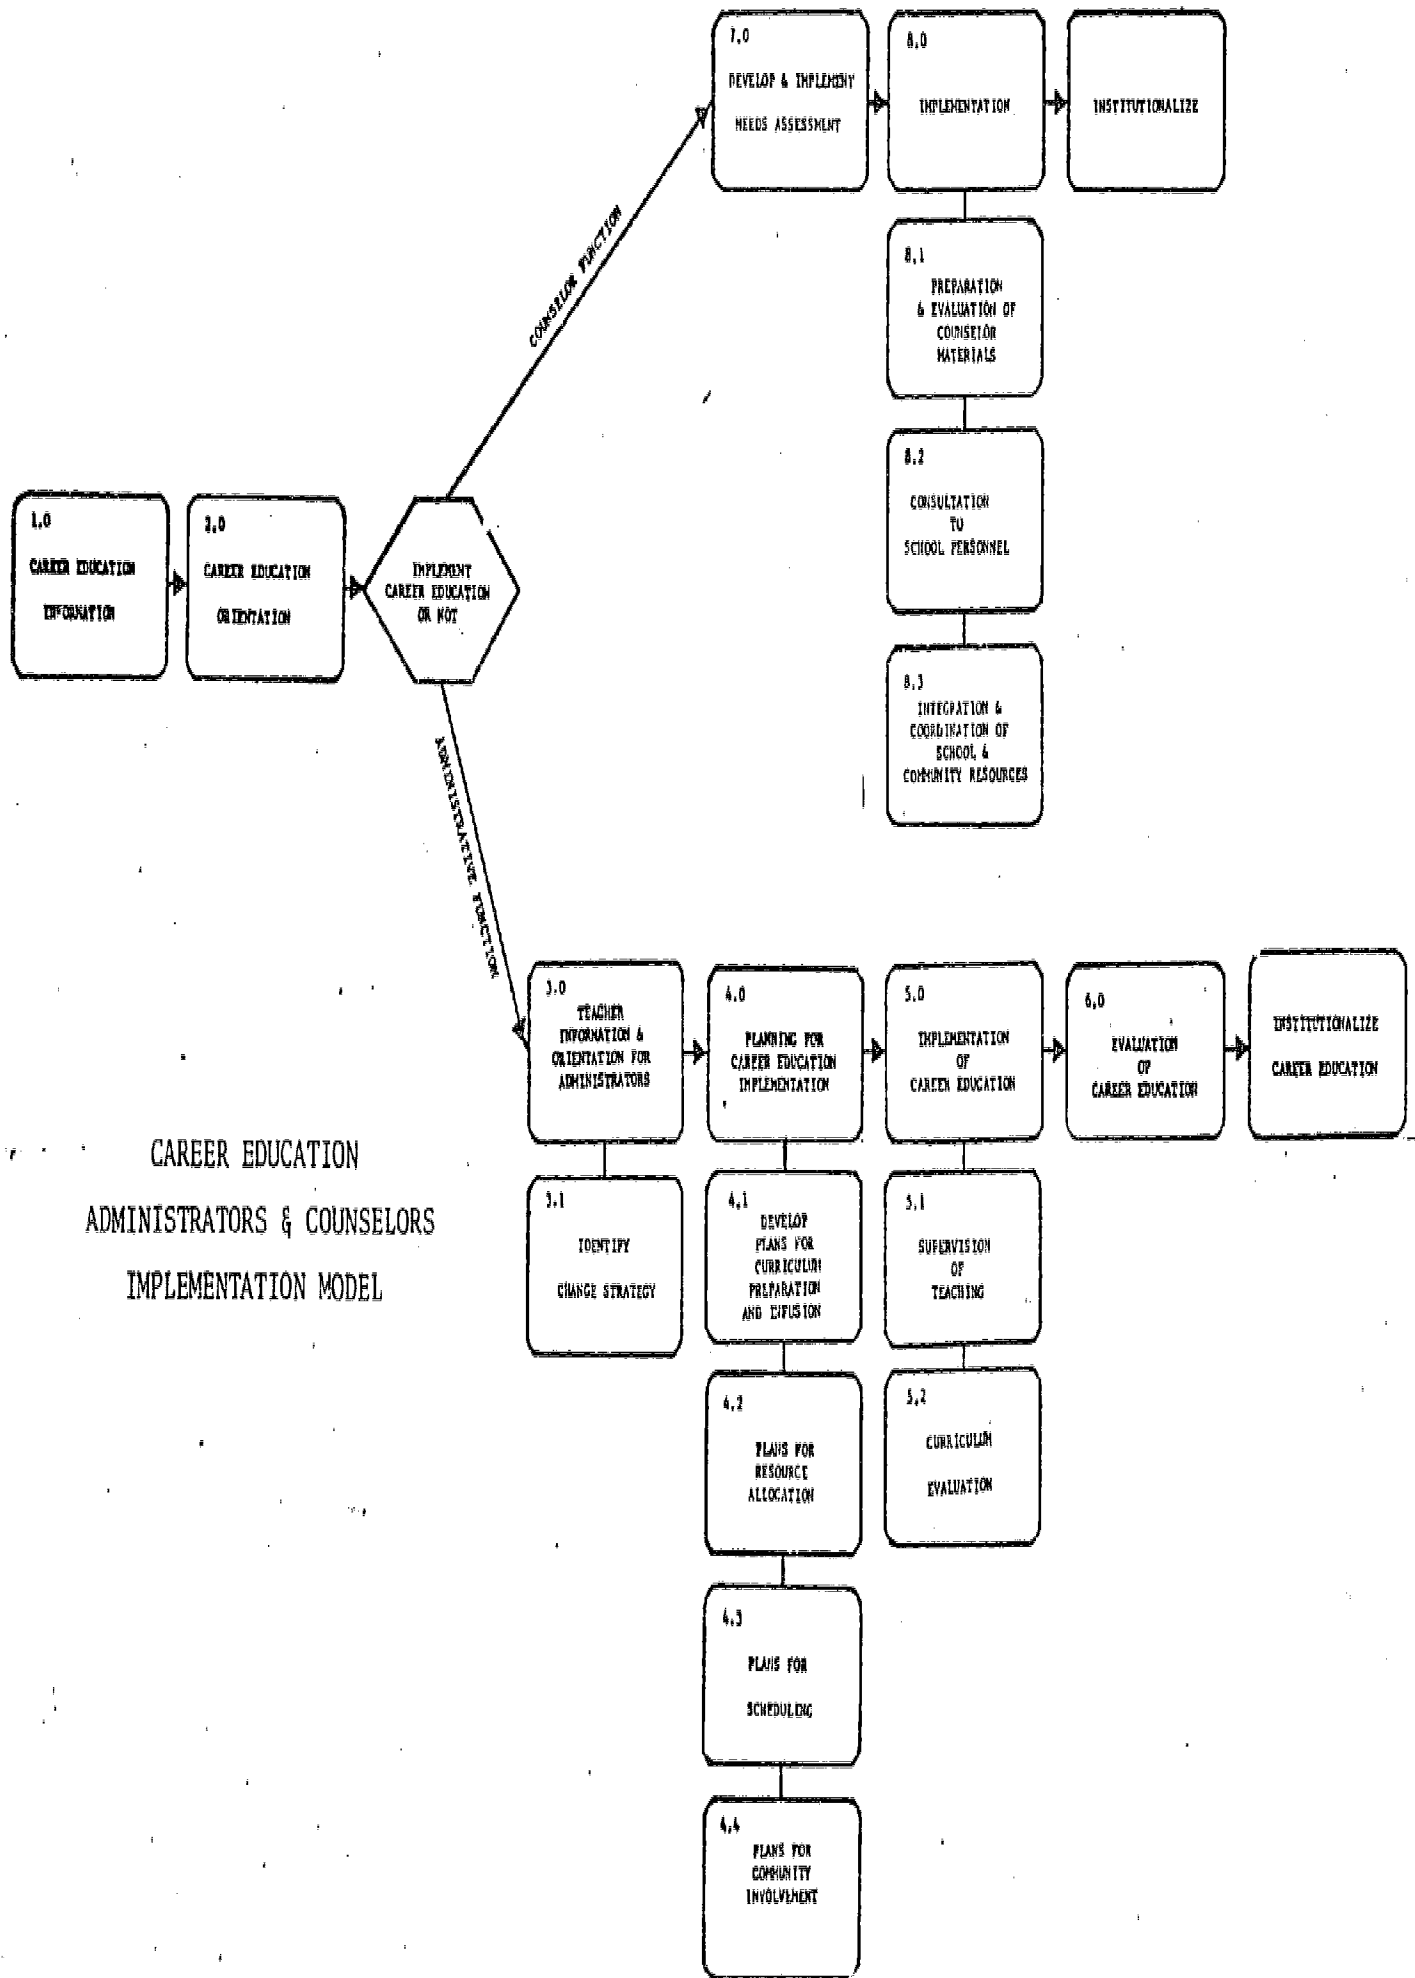 7.0
DEVELOP & IMPLEMENT
NEEDS ASSESSMENT
8.0
IMPLEMENTATION
INSTITUTIONALIZE
COUNSELOR FUNCTION
8.1
PREPARATION
& EVALUATION OF
COUNSELOR
MATERIALS
8.2
CONSULTATION
TO
SCHOOL PERSONNEL
8.3
INTEGRATION &
COORDINATION OF
SCHOOL &
COMMUNITY RESOURCES
1.0
CAREER EDUCATION
INFORMATION
2.0
CAREER EDUCATION
ORIENTATION
IMPLEMENT
CAREER EDUCATION
OR NOT
ADMINISTRATIVE FUNCTION
3.0
TEACHER
INFORMATION &
ORIENTATION FOR
ADMINISTRATORS
4.0
PLANNING FOR
CAREER EDUCATION
IMPLEMENTATION
5.0
IMPLEMENTATION
OF
CAREER EDUCATION
6.0
EVALUATION
OF
CAREER EDUCATION
INSTITUTIONALIZE
CAREER EDUCATION
3.1
IDENTIFY
CHANGE STRATEGY
4.1
DEVELOP
PLANS FOR
CURRICULUM
PREPARATION
AND DIFUSION
5.1
SUPERVISION
OF
TEACHING
4.2
PLANS FOR
RESOURCE
ALLOCATION
5.2
CURRICULUM
EVALUATION
4.3
PLANS FOR
SCHEDULING
4.4
PLANS FOR
COMMUNITY
INVOLVEMENT
CAREER EDUCATION
ADMINISTRATORS & COUNSELORS
IMPLEMENTATION MODEL